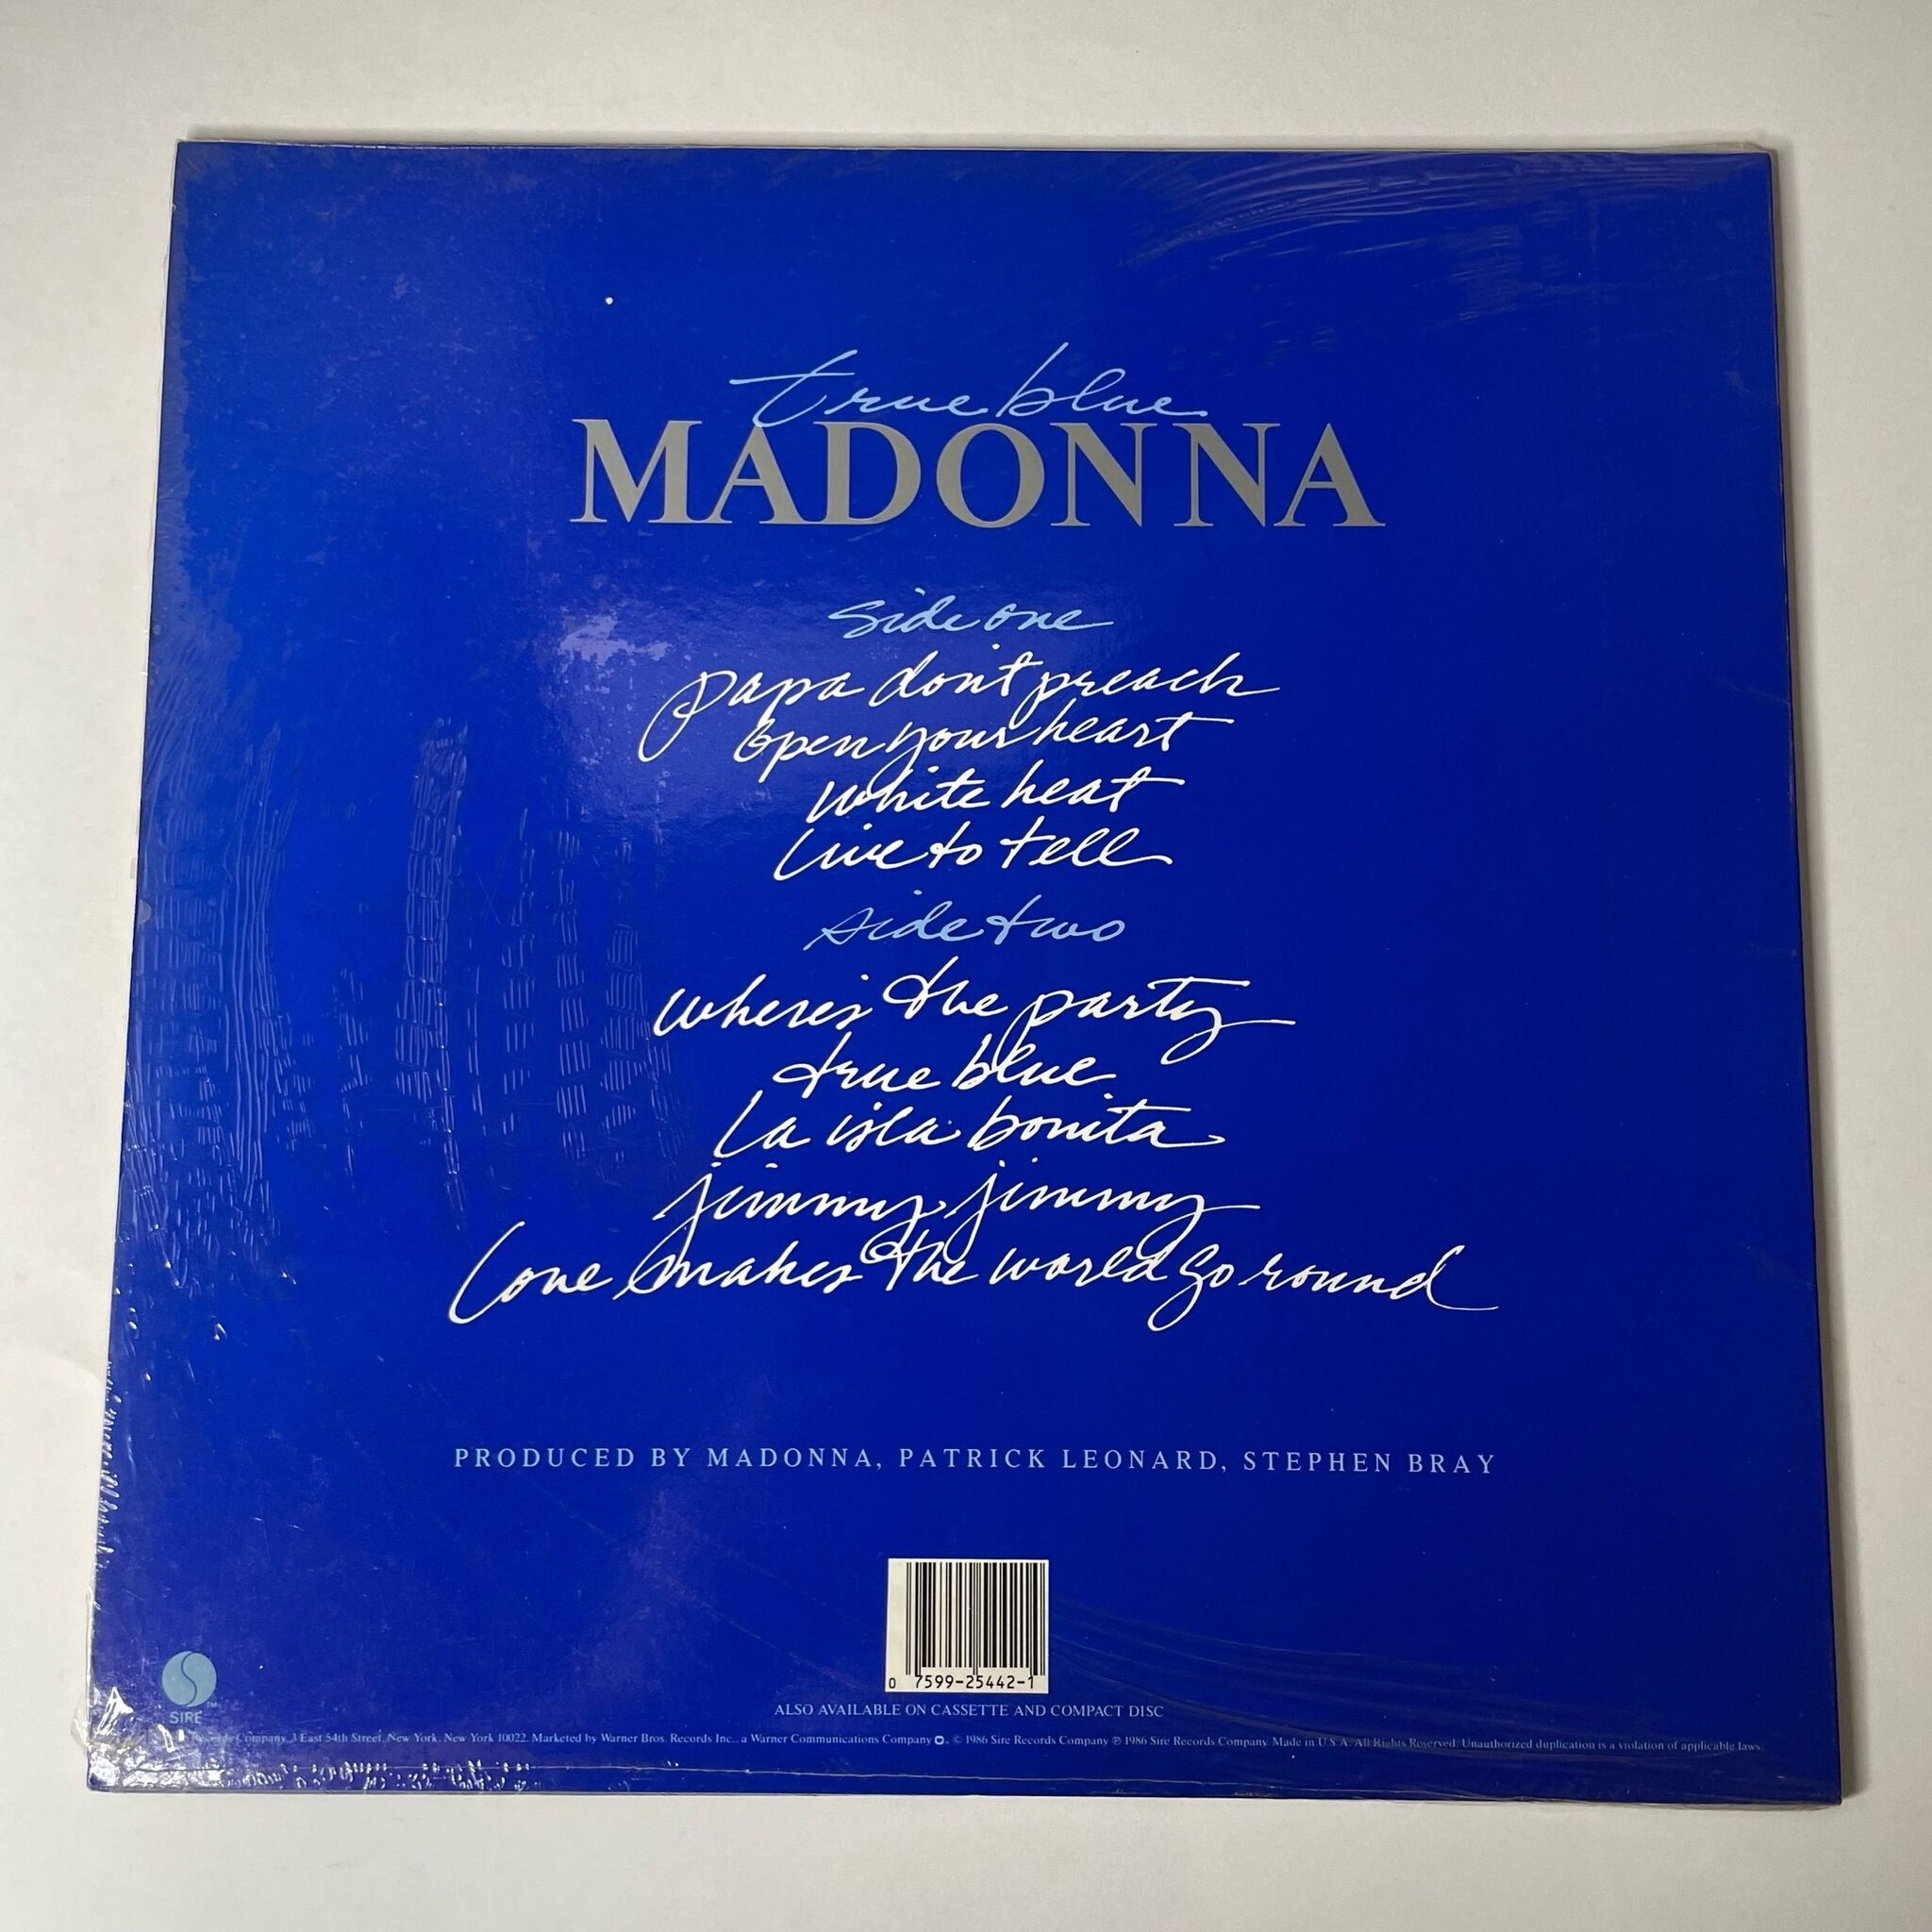 true blue
MADONNA
side one
papa don't preach
open your heart
white heat
live to tell
side two
where's the party
true blue
la isla bonita
jimmy jimmy
love makes the world go round
PRODUCED BY MADONNA, PATRICK LEONARD, STEPHEN BRAY
0 7599-25442-1
ALSO AVAILABLE ON CASSETTE AND COMPACT DISC
SIRE
Records Company, 3 East 54th Street, New York, New York 10022. Marketed by Warner Bros. Records Inc., a Warner Communications Company. © 1986 Sire Records Company ℗ 1986 Sire Records Company. Made in U.S.A. All Rights Reserved. Unauthorized duplication is a violation of applicable laws.